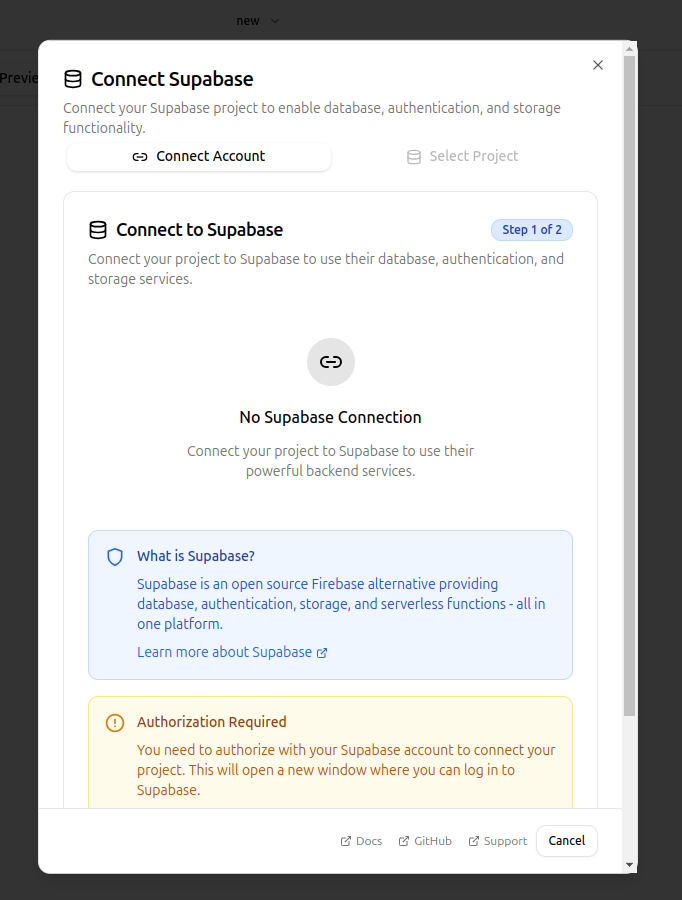 new
Previe
Connect Supabase
Connect your Supabase project to enable database, authentication, and storage
functionality.
Connect Account
Select Project
Connect to Supabase
Step 1 of 2
Connect your project to Supabase to use their database, authentication, and
storage services.
No Supabase Connection
Connect your project to Supabase to use their
powerful backend services.
What is Supabase?
Supabase is an open source Firebase alternative providing
database, authentication, storage, and serverless functions - all in
one platform.
Learn more about Supabase
Authorization Required
You need to authorize with your Supabase account to connect your
project. This will open a new window where you can log in to
Supabase.
Docs
GitHub
Support
Cancel